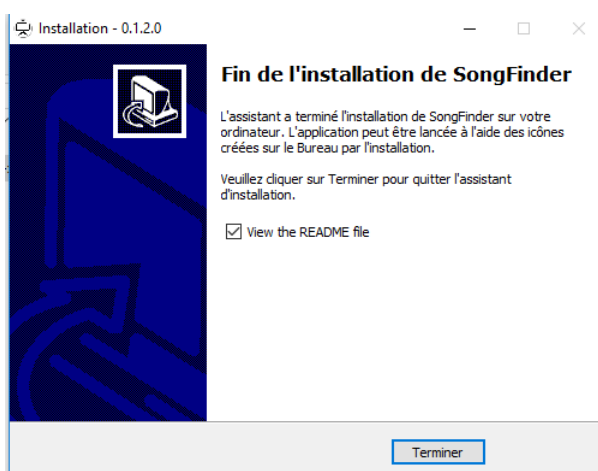 Installation - 0.1.2.0
Fin de l'installation de SongFinder
L'assistant a terminé l'installation de SongFinder sur votre
ordinateur. L'application peut être lancée à l'aide des icônes
créées sur le Bureau par l'installation.
Veuillez cliquer sur Terminer pour quitter l'assistant
d'installation.
View the README file
Terminer